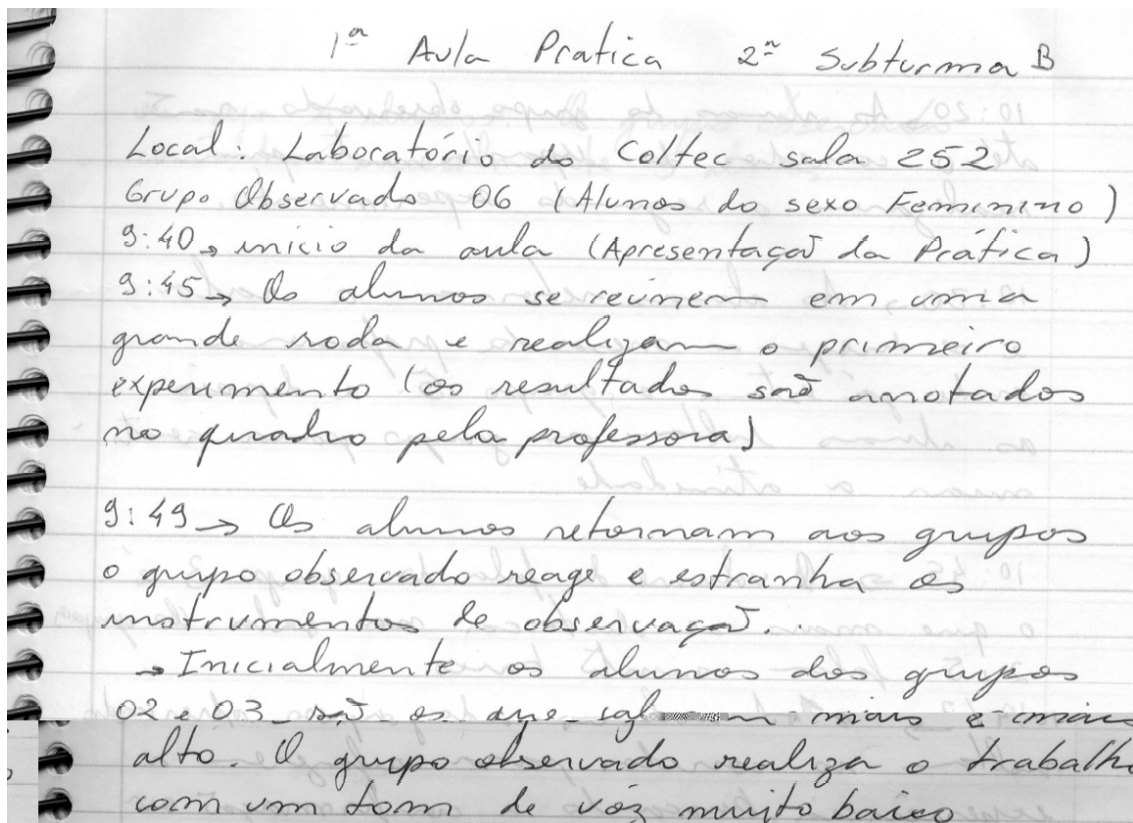 1ª Aula Pratica 2ª Subturma B
Local: Laboratório do Coltec sala 252
Grupo Observado 06 (Alunos do sexo Feminino)
9:40 → início da aula (Apresentação da Prática)
9:45 → Os alunos se reúnem em uma
grande roda e realizam o primeiro
experimento (os resultados são anotados
no quadro pela professora)
9:49 → Os alunos retornam aos grupos
o grupo observado reage e estranha os
instrumentos de observação.
→ Inicialmente os alunos dos grupos
02 e 03 são os que mais e mais
alto. O grupo observado realiza o trabalho
com um tom de voz muito baixo